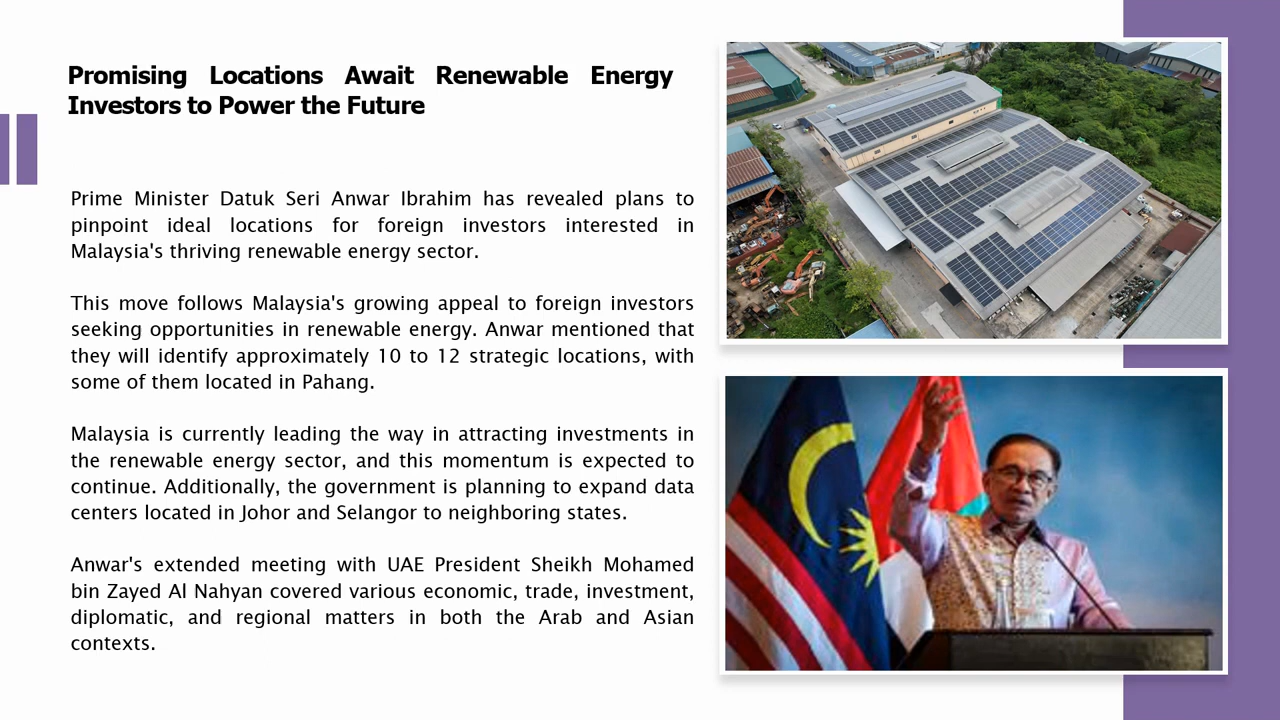 Promising Locations Await Renewable Energy
Investors to Power the Future
Prime Minister Datuk Seri Anwar Ibrahim has revealed plans to
pinpoint ideal locations for foreign investors interested in
Malaysia's thriving renewable energy sector.
This move follows Malaysia's growing appeal to foreign investors
seeking opportunities in renewable energy. Anwar mentioned that
they will identify approximately 10 to 12 strategic locations, with
some of them located in Pahang.
Malaysia is currently leading the way in attracting investments in
the renewable energy sector, and this momentum is expected to
continue. Additionally, the government is planning to expand data
centers located in Johor and Selangor to neighboring states.
Anwar's extended meeting with UAE President Sheikh Mohamed
bin Zayed Al Nahyan covered various economic, trade, investment,
diplomatic, and regional matters in both the Arab and Asian
contexts.